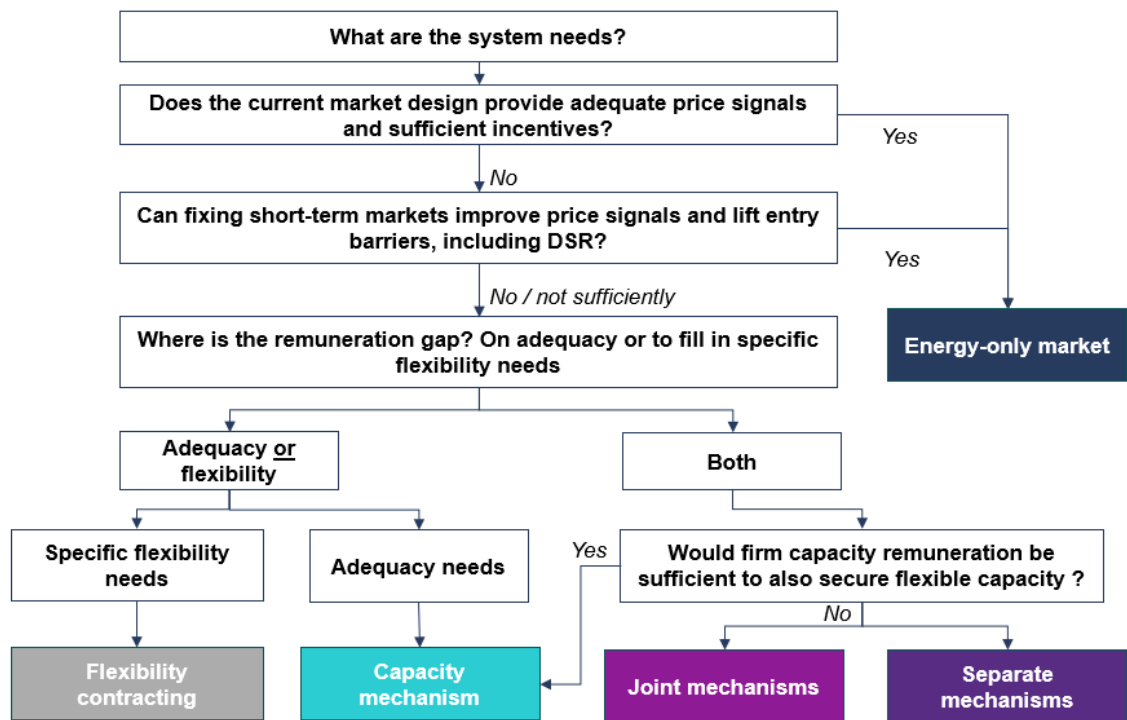 What are the system needs?
Does the current market design provide adequate price signals
and sufficient incentives?
Yes
No
Can fixing short-term markets improve price signals and lift entry
barriers, including DSR?
Yes
No / not sufficiently
Where is the remuneration gap? On adequacy or to fill in specific
flexibility needs
Energy-only market
Adequacy or
flexibility
Both
Specific flexibility
needs
Adequacy needs
Yes
Would firm capacity remuneration be
sufficient to also secure flexible capacity ?
No
Flexibility
contracting
Capacity
mechanism
Joint mechanisms
Separate
mechanisms